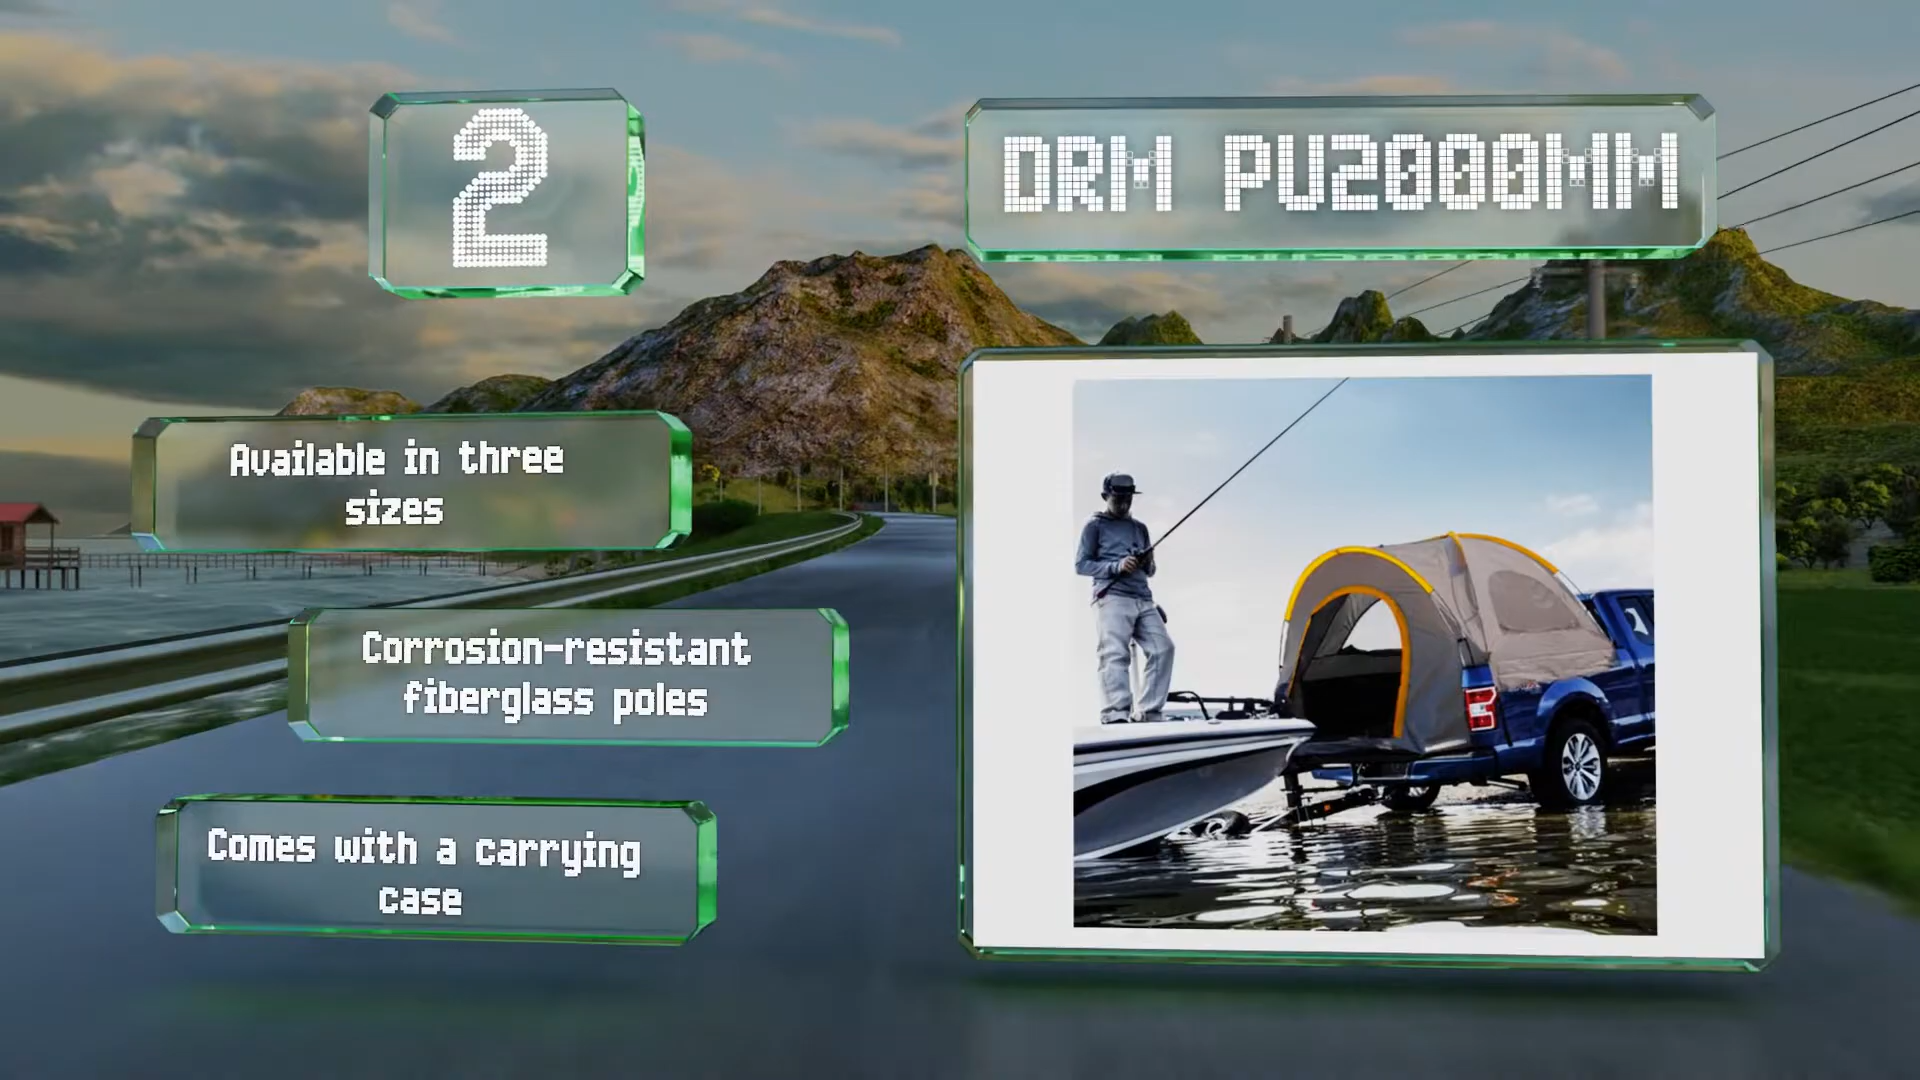 2
DRM PU2000MM
Available in three
sizes
Corrosion-resistant
fiberglass poles
Comes with a carrying
case